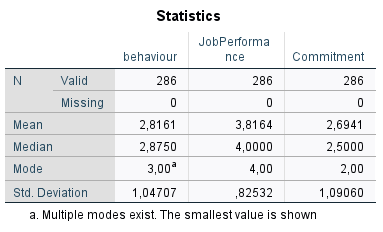 Statistics
behaviour JobPerforma
nce Commitment
N Valid 286 286 286
Missing 0 0 0
Mean 2,8161 3,8164 2,6941
Median 2,8750 4,0000 2,5000
Mode 3,00a 4,00 2,00
Std. Deviation 1,04707 ,82532 1,09060
a. Multiple modes exist. The smallest value is shown